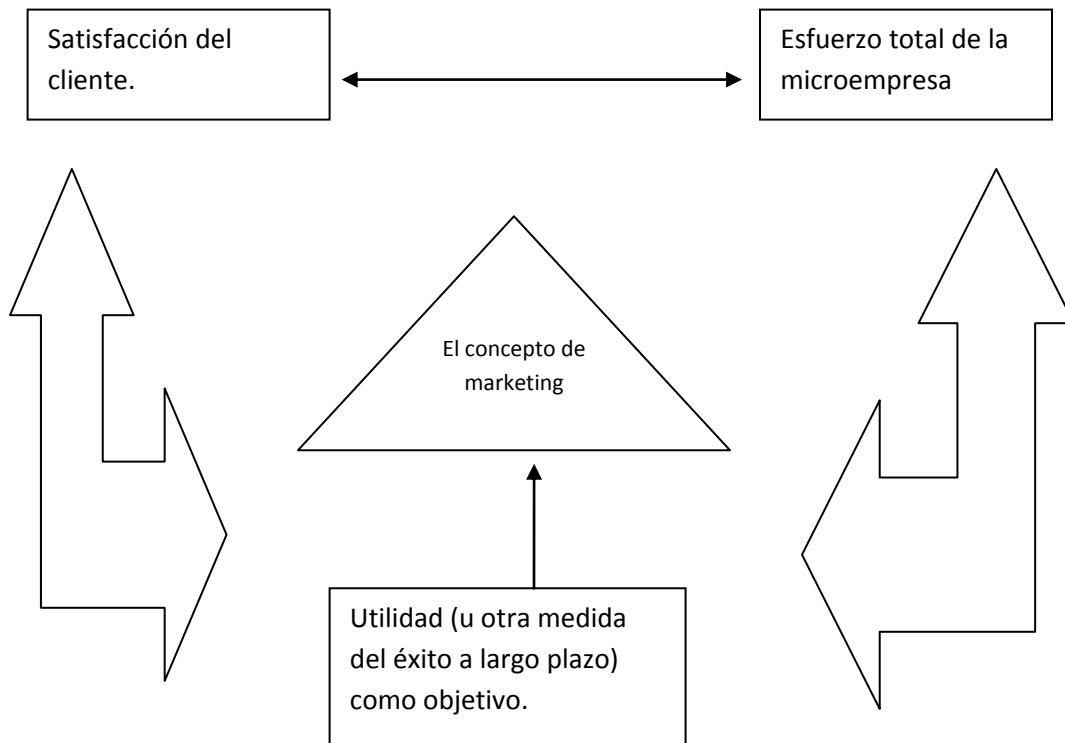 Satisfacción del
cliente.
Esfuerzo total de la
microempresa
El concepto de
marketing
Utilidad (u otra medida
del éxito a largo plazo)
como objetivo.